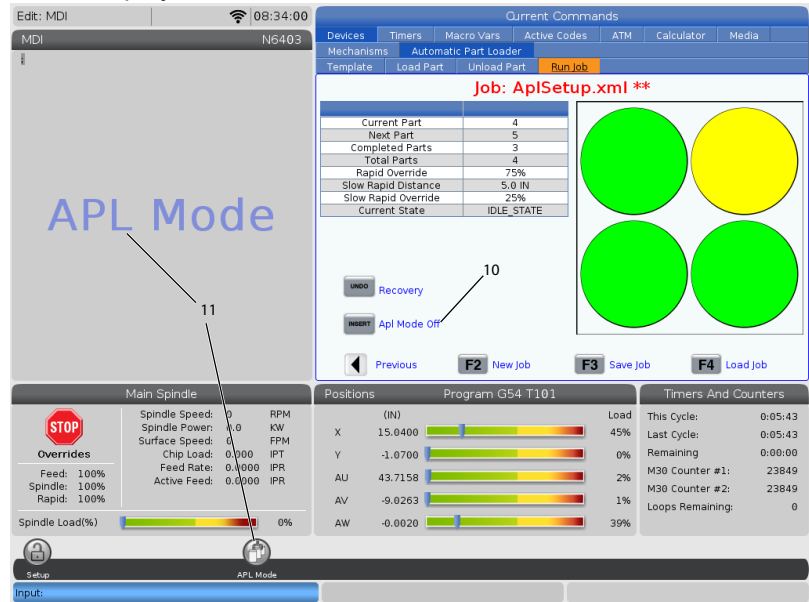 Edit: MDI
08:34:00
MDI N6403
APL Mode
11
Current Commands
Devices Timers Macro Vars Active Codes ATM Calculator Media
Mechanisms Automatic Part Loader
Template Load Part Unload Part Run Job
Job: AplSetup.xml **
Current Part 4
Next Part 5
Completed Parts 3
Total Parts 4
Rapid Override 75%
Slow Rapid Distance 5.0 IN
Slow Rapid Override 25%
Current State IDLE_STATE
10
UNDO Recovery
INSERT Apl Mode Off
Previous F2 New Job F3 Save Job F4 Load Job
Main Spindle
STOP
Overrides
Feed: 100%
Spindle: 100%
Rapid: 100%
Spindle Speed: 0 RPM
Spindle Power: 0.0 KW
Surface Speed: 0 FPM
Chip Load: 0.000 IPT
Feed Rate: 0.0000 IPR
Active Feed: 0.0000 IPR
Spindle Load(%) 0%
Positions Program G54 T101
(IN) Load
X 15.0400 45%
Y -1.0700 0%
AU 43.7158 2%
AV -9.0263 1%
AW -0.0020 39%
Timers And Counters
This Cycle: 0:05:43
Last Cycle: 0:05:43
Remaining 0:00:00
M30 Counter #1: 23849
M30 Counter #2: 23849
Loops Remaining: 0
Setup APL Mode
Input: